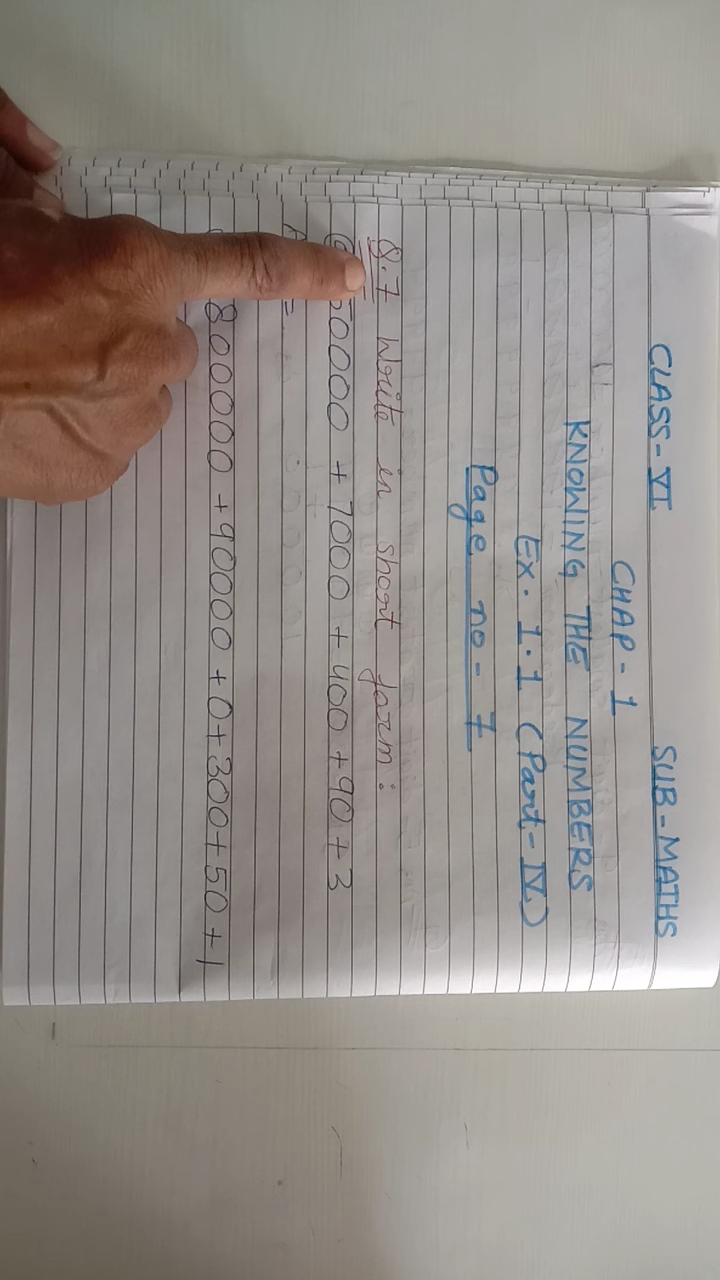 CLASS-VI SUB-MATHS
CHAP-1
KNOWING THE NUMBERS
EX. 1.1 (Part-IV)
Page no- 7
Q.7 Write in short form:
50000 + 7000 + 400 + 90 + 3
800000 + 90000 + 0 + 300 + 50 + 1